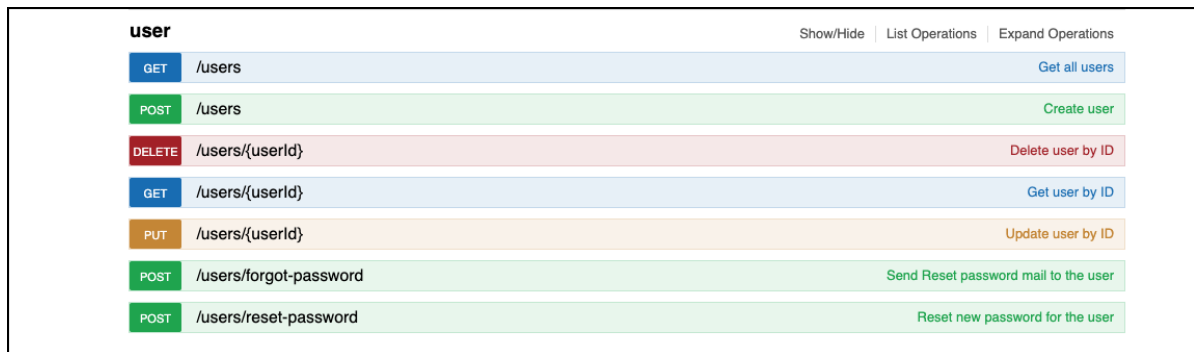 user Show/Hide List Operations Expand Operations
GET /users Get all users
POST /users Create user
DELETE /users/{userId} Delete user by ID
GET /users/{userId} Get user by ID
PUT /users/{userId} Update user by ID
POST /users/forgot-password Send Reset password mail to the user
POST /users/reset-password Reset new password for the user